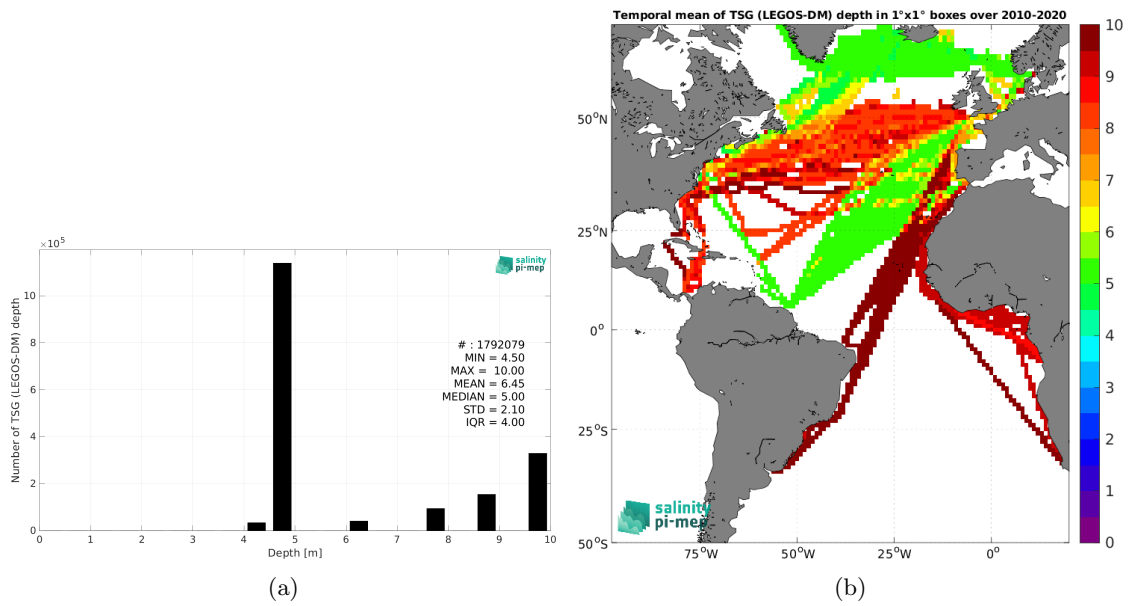 ×10⁵
10
8
6
4
2
0
Number of TSG (LEGOS-DM) depth
salinity
pi-mep
# : 1792079
MIN = 4.50
MAX = 10.00
MEAN = 6.45
MEDIAN = 5.00
STD = 2.10
IQR = 4.00
0 1 2 3 4 5 6 7 8 9 10
Depth [m]
(a)
Temporal mean of TSG (LEGOS-DM) depth in 1°x1° boxes over 2010-2020
50°N
25°N
0°
25°S
50°S
75°W 50°W 25°W 0°
salinity
pi-mep
10
9
8
7
6
5
4
3
2
1
0
(b)